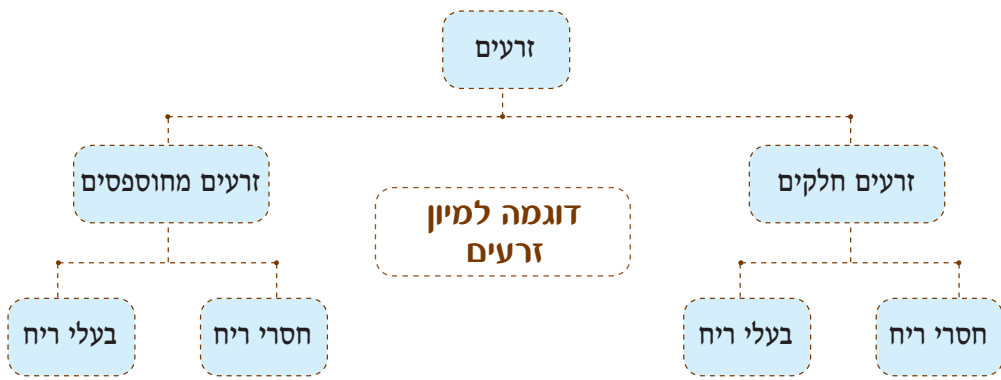 זרעים
זרעים חלקים
זרעים מחוספסים
דוגמה למיון
זרעים
חסרי ריח
בעלי ריח
חסרי ריח
בעלי ריח